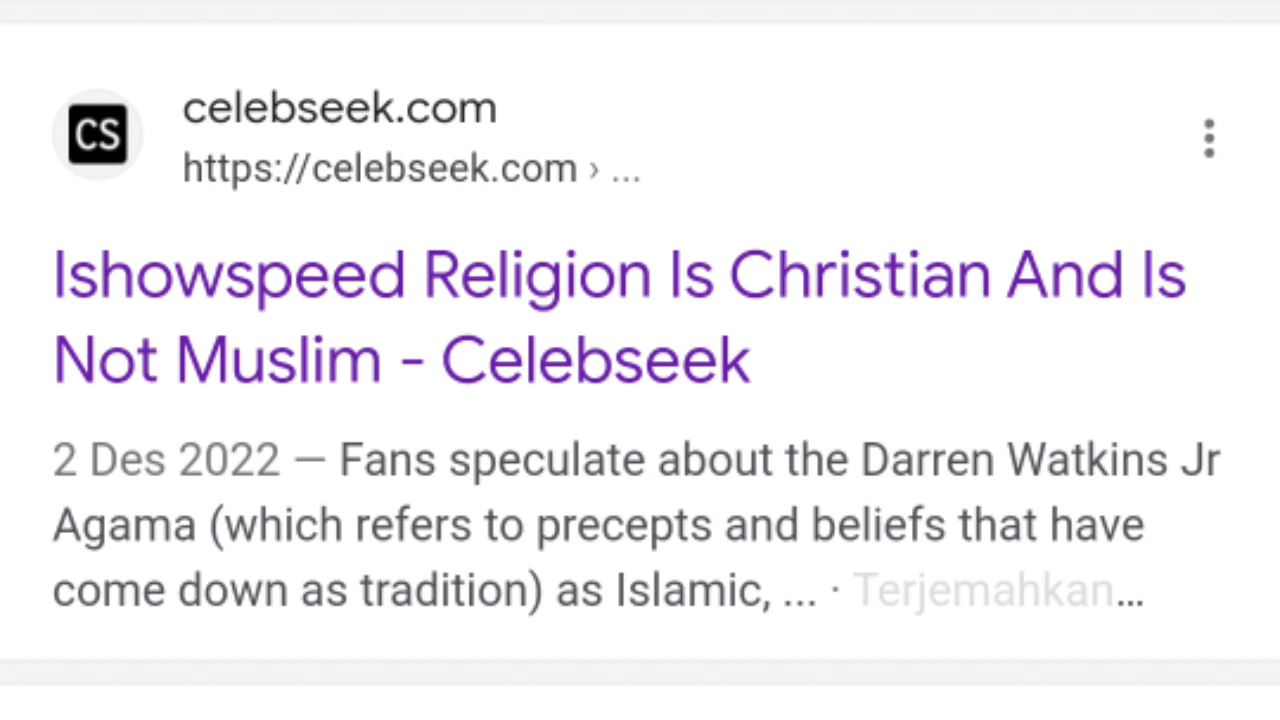 CS
celebseek.com
https://celebseek.com › ...
Ishowspeed Religion Is Christian And Is
Not Muslim - Celebseek
2 Des 2022 — Fans speculate about the Darren Watkins Jr
Agama (which refers to precepts and beliefs that have
come down as tradition) as Islamic, ... · Terjemahkan...